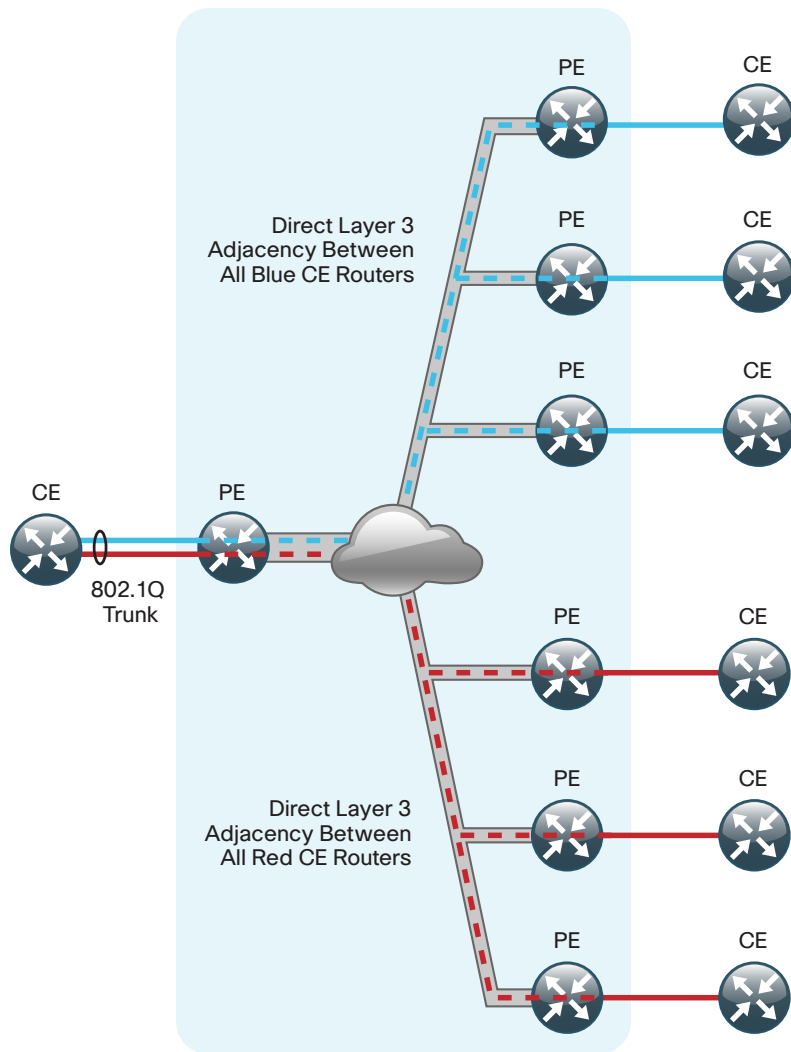 PE
CE
Direct Layer 3
Adjacency Between
All Blue CE Routers
PE
CE
PE
CE
CE
PE
802.1Q
Trunk
PE
CE
Direct Layer 3
Adjacency Between
All Red CE Routers
PE
CE
PE
CE